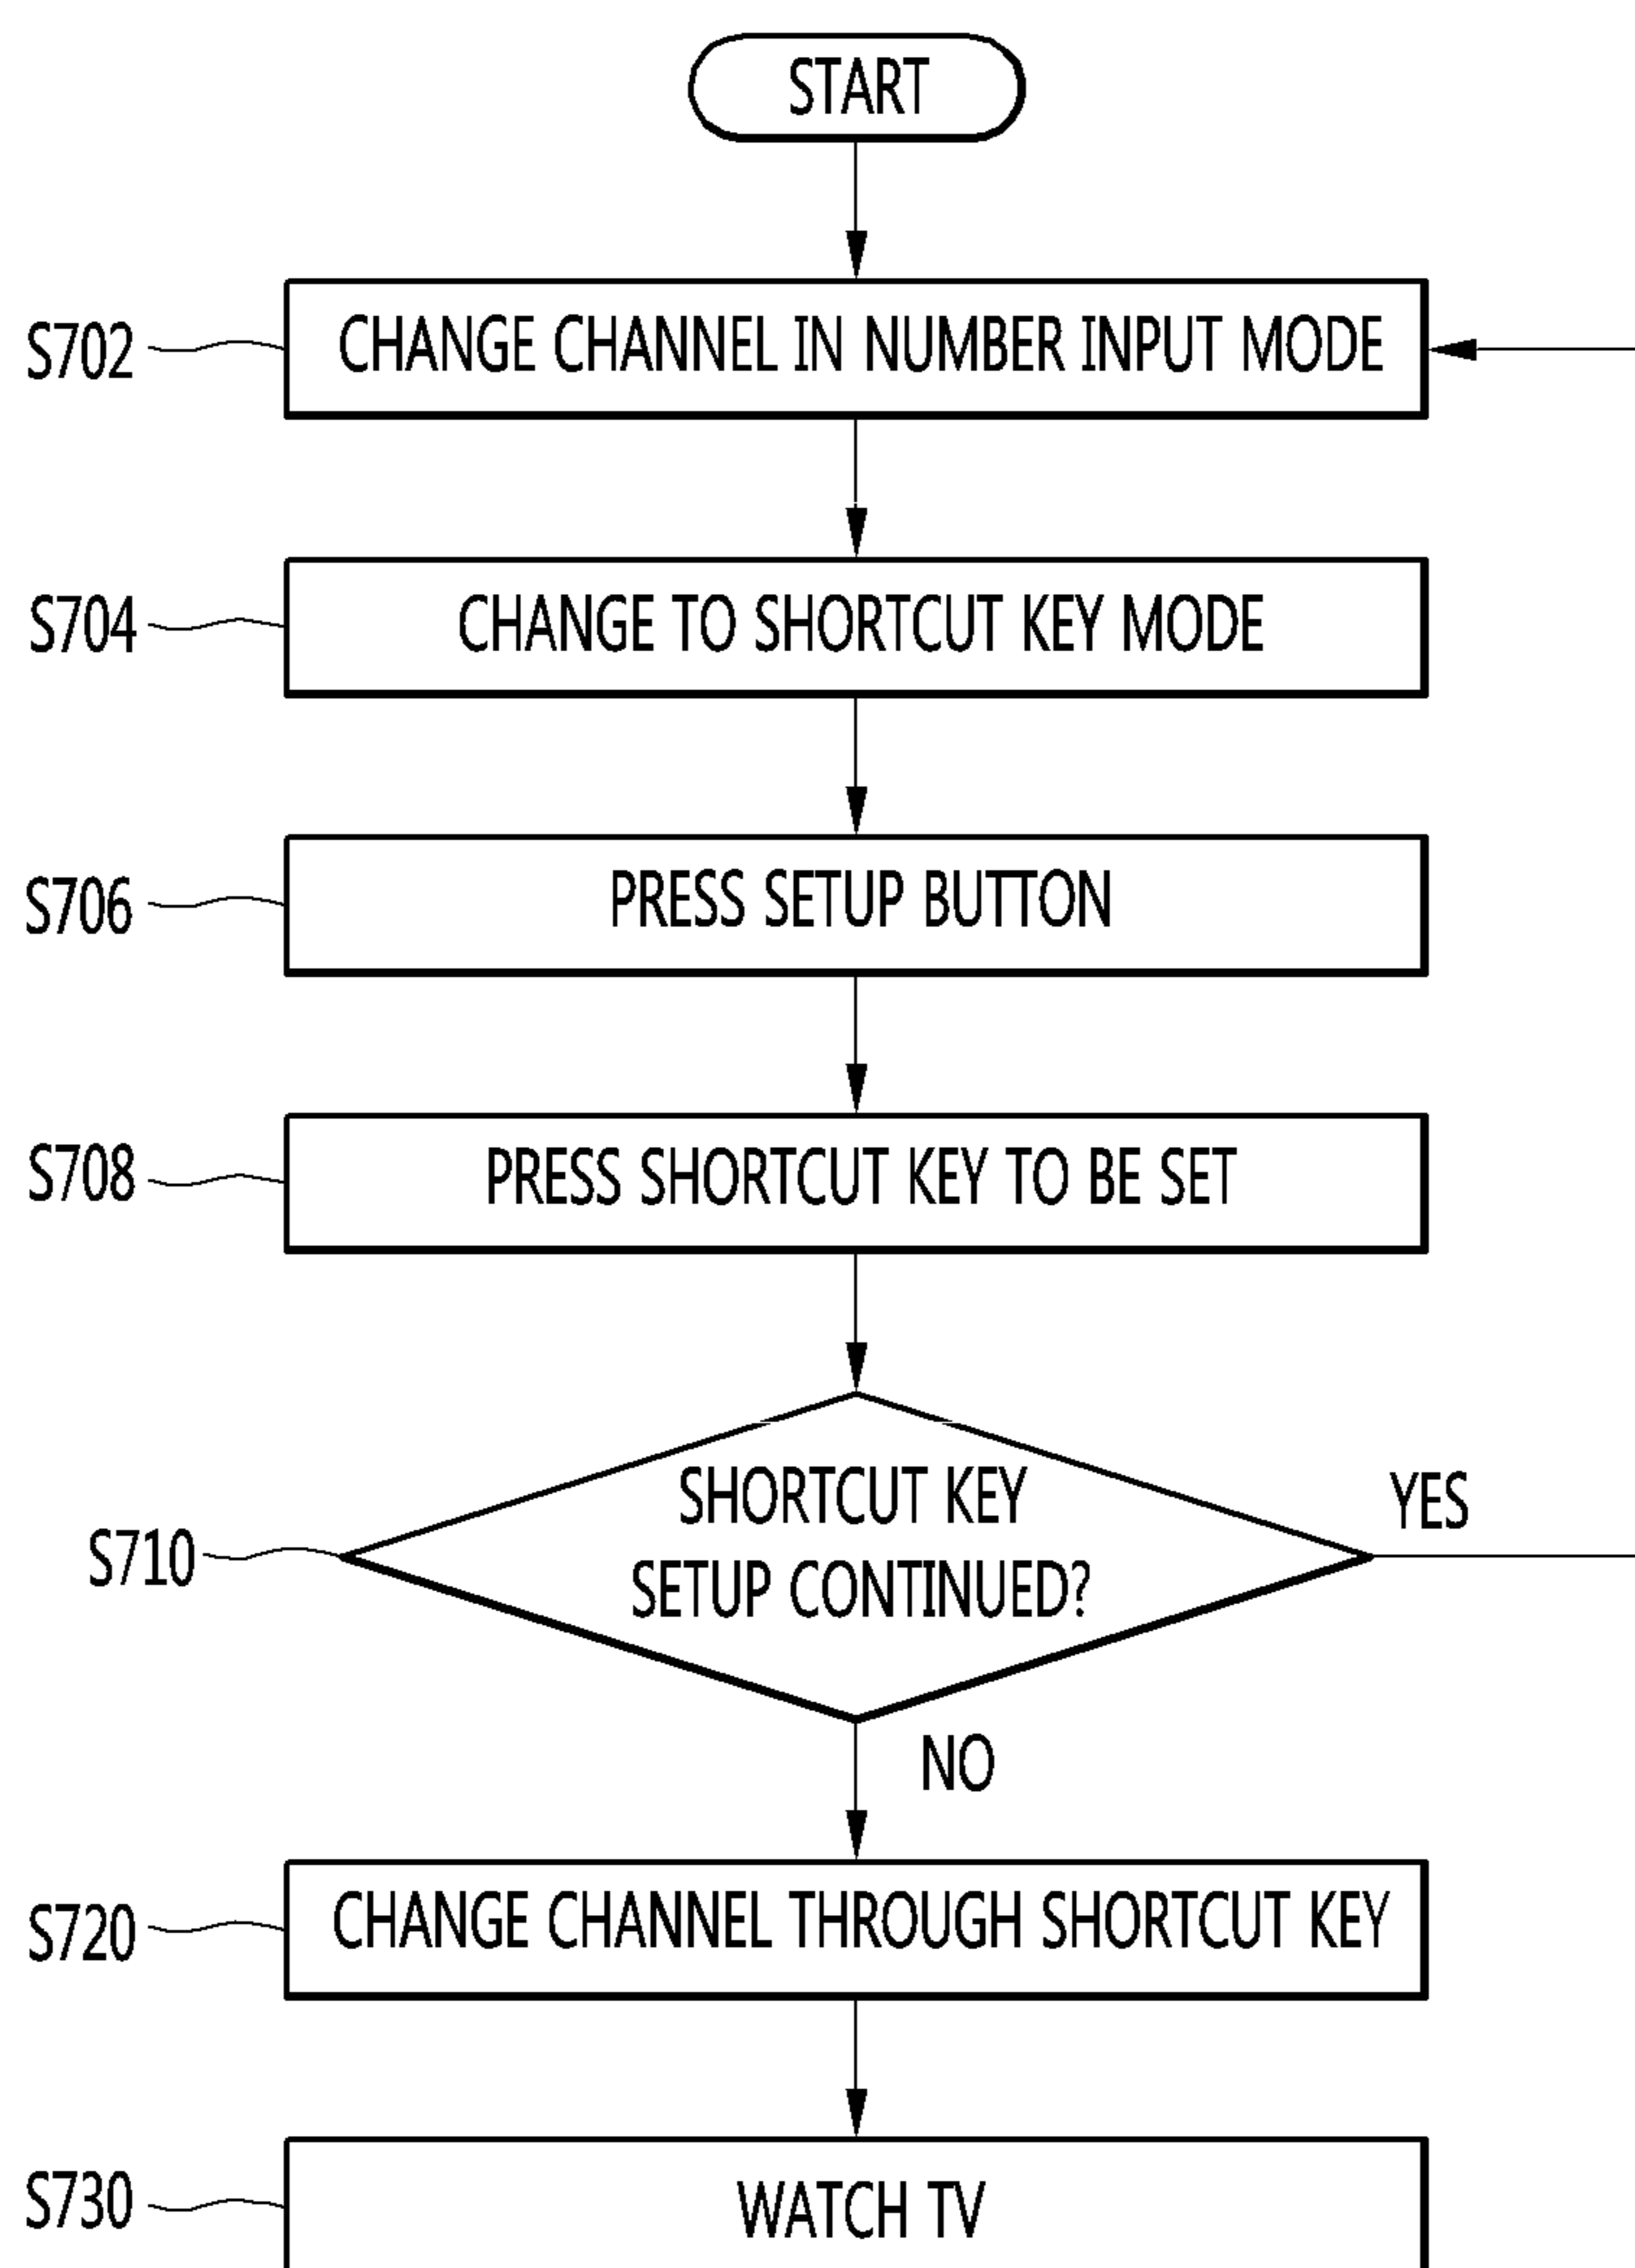 START
S702
CHANGE CHANNEL IN NUMBER INPUT MODE
S704
CHANGE TO SHORTCUT KEY MODE
S706
PRESS SETUP BUTTON
S708
PRESS SHORTCUT KEY TO BE SET
S710
SHORTCUT KEY
SETUP CONTINUED?
YES
NO
S720
CHANGE CHANNEL THROUGH SHORTCUT KEY
S730
WATCH TV